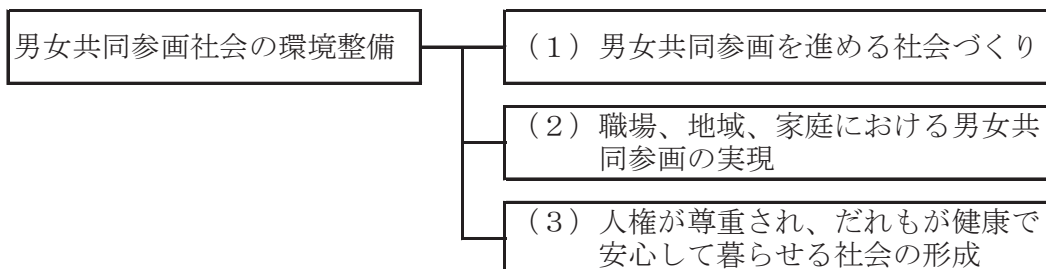 男女共同参画社会の環境整備
（１）男女共同参画を進める社会づくり
（２）職場、地域、家庭における男女共
同参画の実現
（３）人権が尊重され、だれもが健康で
安心して暮らせる社会の形成